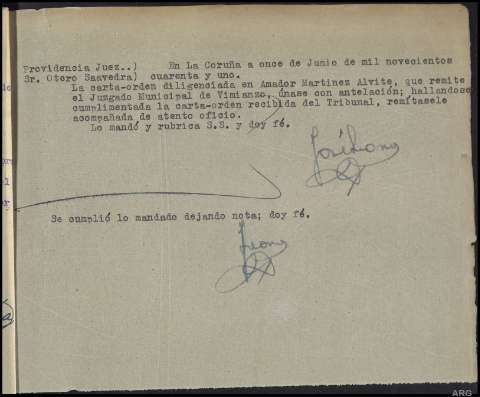 Providencia Juez..) En La Coruña a once de Junio de mil novecientos
Sr. Otero Saavedra) cuarenta y uno.
La carta-orden diligenciada en Amador Martinez Alvite, que remite
el Juzgado Municipal de Vimianzo, únase con antelación; hallandose
cumplimentada la carta-orden recibida del Tribunal, remítasele
acompañada de atento oficio.
Lo mandó y rubrica S.S. y doy fé.
Se cumplió lo mandado dejando nota; doy fé.
ARG